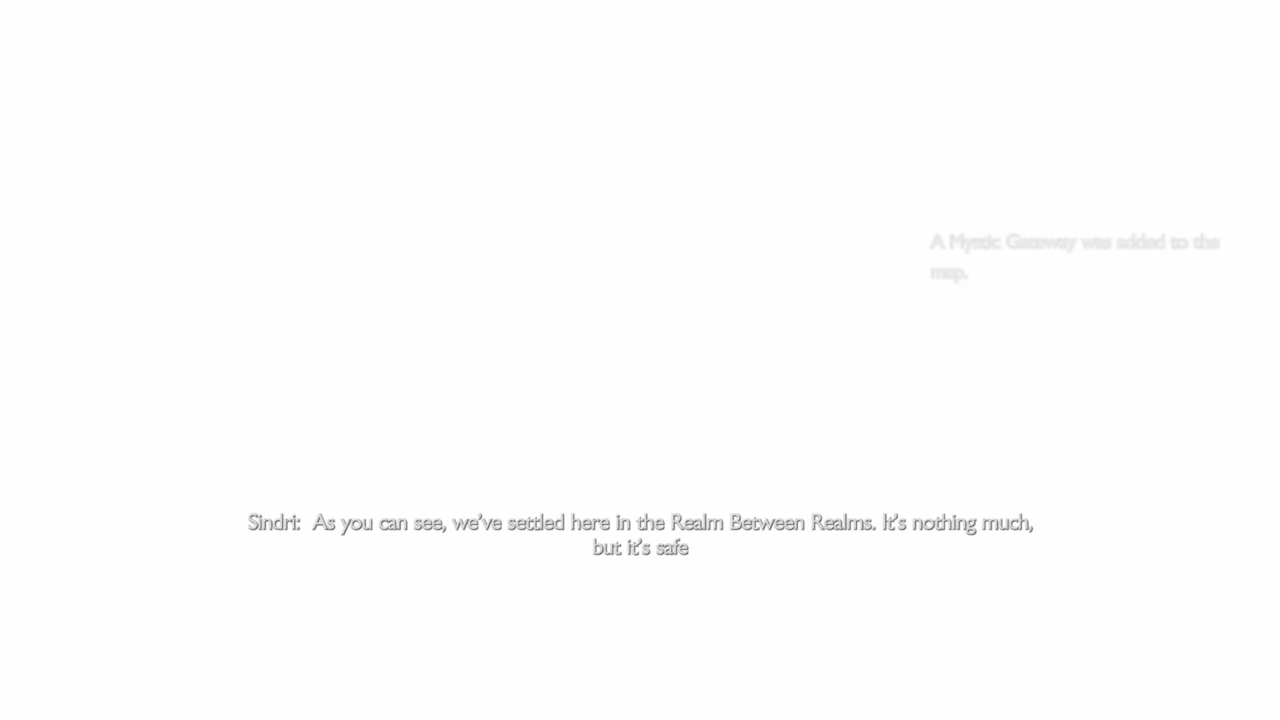 A Mystic Gateway was added to the
map.
Sindri: As you can see, we've settled here in the Realm Between Realms. It's nothing much,
but it's safe